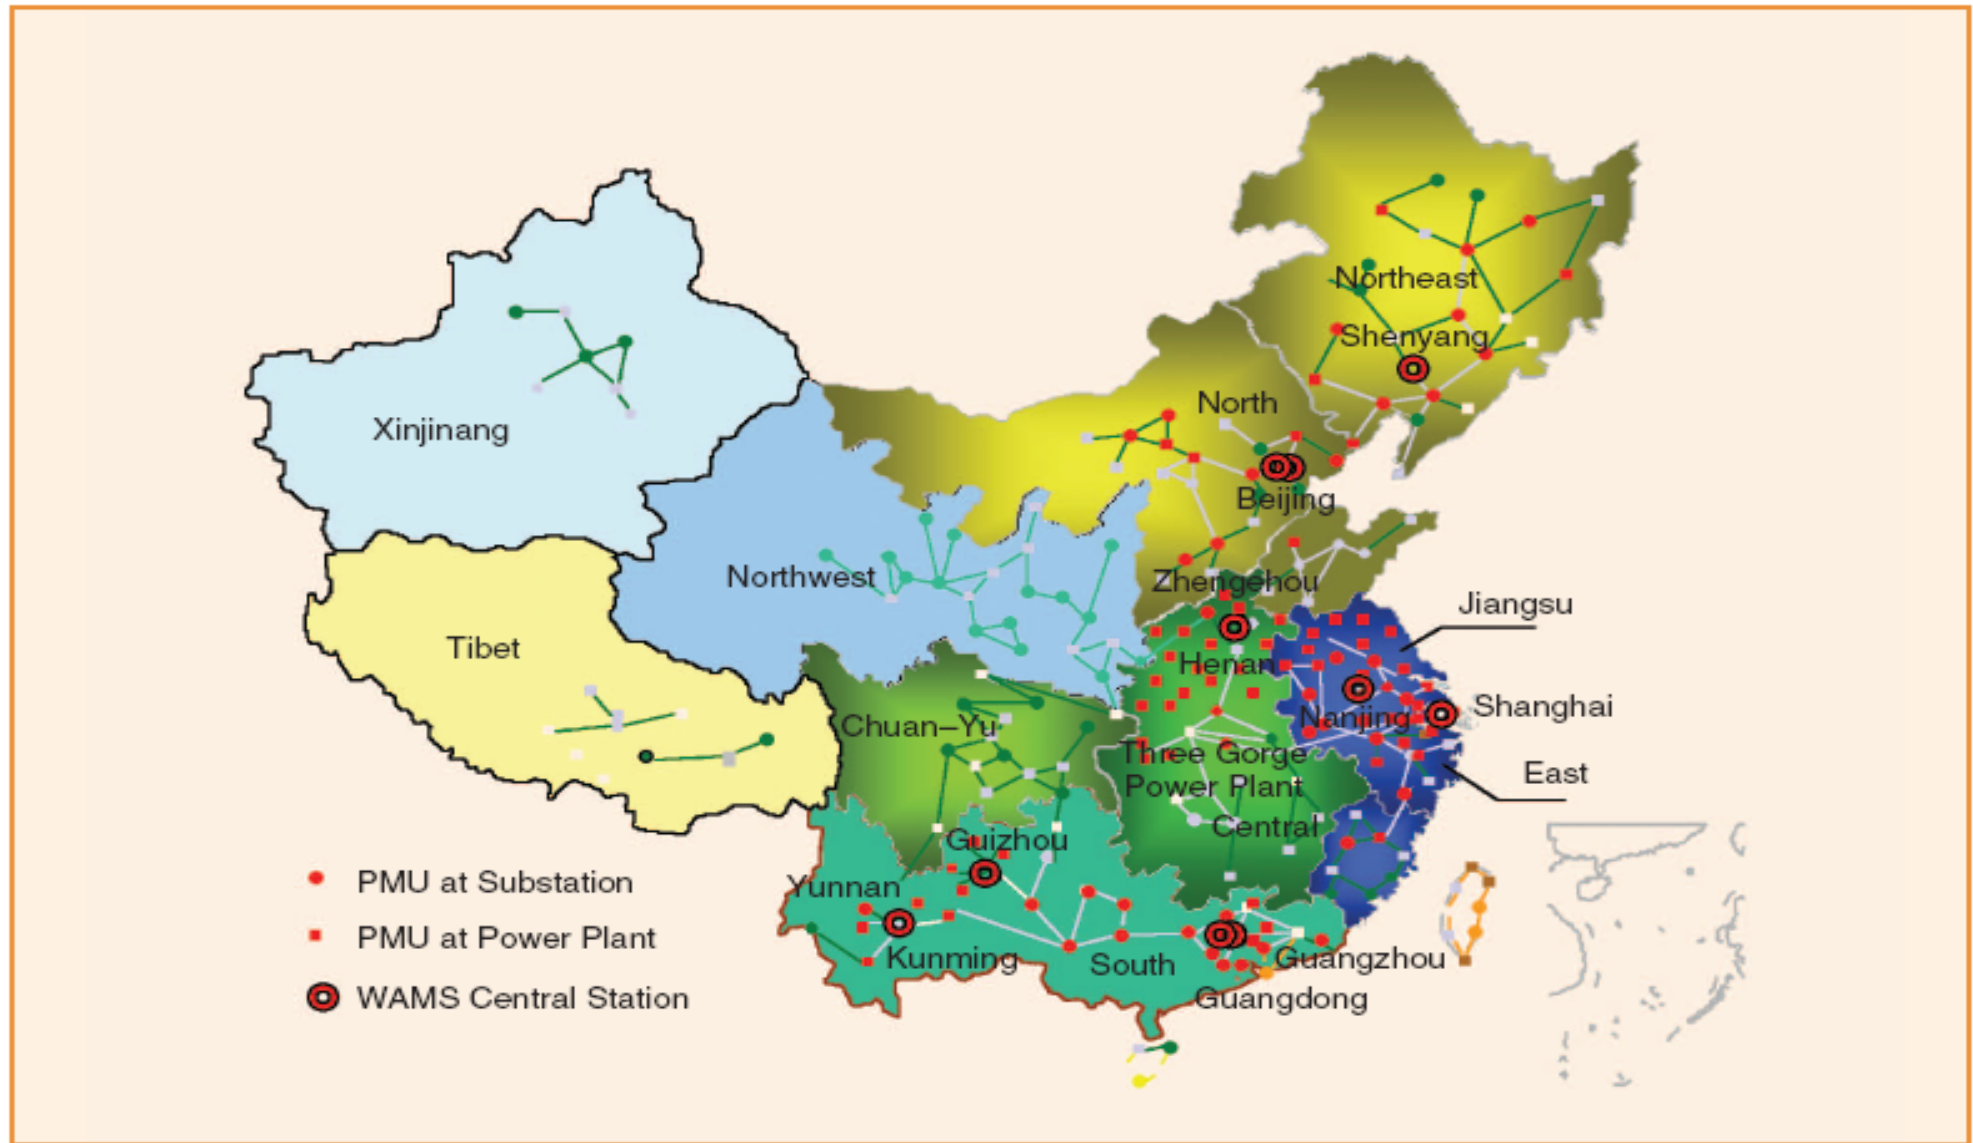 Northeast
Shenyang
North
Xinjinang
Beijing
Northwest
Zhengehou
Jiangsu
Tibet
Henan
Shanghai
Nanjing
Chuan–Yu
Three Gorge
Power Plant
East
Central
Guizhou
Yunnan
PMU at Substation
PMU at Power Plant
Kunming
South
Guangzhou
WAMS Central Station
Guangdong